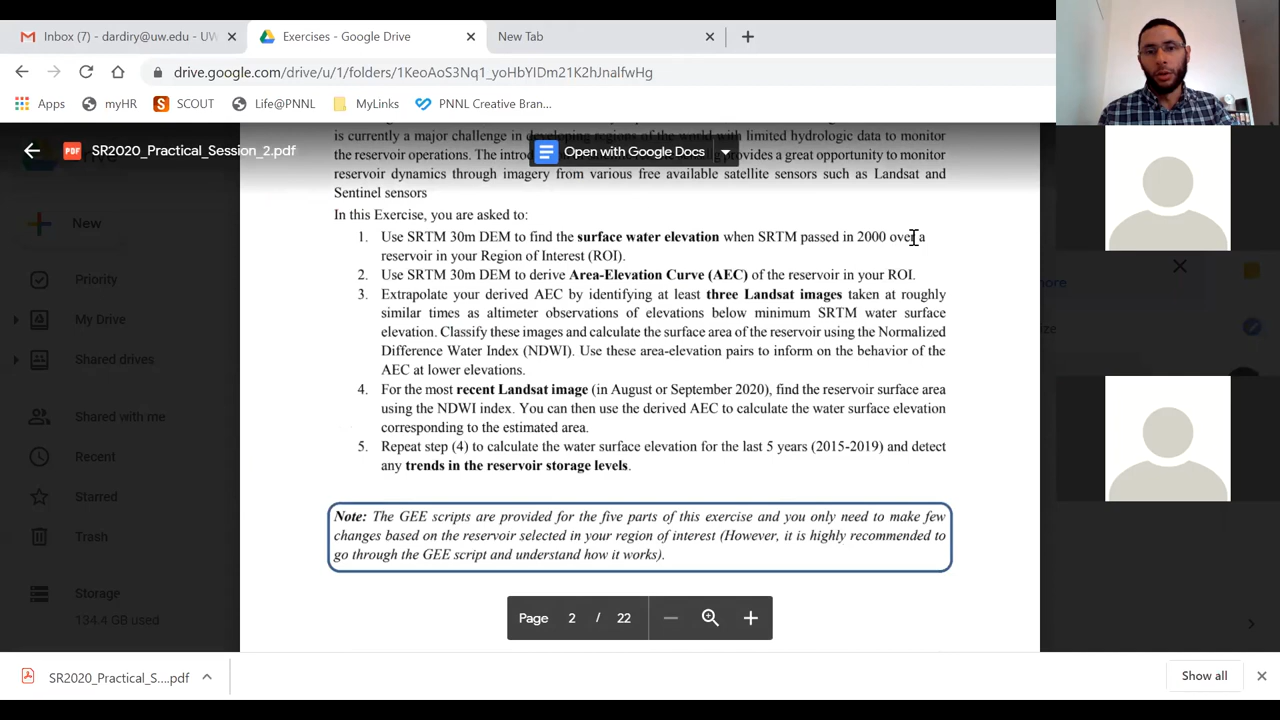 Inbox (7) - dardiry@uw.edu - UW
Exercises - Google Drive
New Tab
drive.google.com/drive/u/1/folders/1KeoAoS3Nq1_yoHbYIDm21K2hJnalfwHg
Apps
myHR
SCOUT
Life@PNNL
MyLinks
PNNL Creative Bran...
is currently a major challenge in developing regions of the world with limited hydrologic data to monitor
SR2020_Practical_Session_2.pdf
Open with Google Docs
the reservoir operations. The provides a great opportunity to monitor
reservoir dynamics through imagery from various free available satellite sensors such as Landsat and
Sentinel sensors
In this Exercise, you are asked to:
1. Use SRTM 30m DEM to find the surface water elevation when SRTM passed in 2000 over a
reservoir in your Region of Interest (ROI).
2. Use SRTM 30m DEM to derive Area-Elevation Curve (AEC) of the reservoir in your ROI.
3. Extrapolate your derived AEC by identifying at least three Landsat images taken at roughly
similar times as altimeter observations of elevations below minimum SRTM water surface
elevation. Classify these images and calculate the surface area of the reservoir using the Normalized
Difference Water Index (NDWI). Use these area-elevation pairs to inform on the behavior of the
AEC at lower elevations.
4. For the most recent Landsat image (in August or September 2020), find the reservoir surface area
using the NDWI index. You can then use the derived AEC to calculate the water surface elevation
corresponding to the estimated area.
5. Repeat step (4) to calculate the water surface elevation for the last 5 years (2015-2019) and detect
any trends in the reservoir storage levels.
Note: The GEE scripts are provided for the five parts of this exercise and you only need to make few
changes based on the reservoir selected in your region of interest (However, it is highly recommended to
go through the GEE script and understand how it works).
New
Priority
My Drive
Shared drives
Shared with me
Recent
Starred
Trash
Storage
134.4 GB used
Page 2 / 22
SR2020_Practical_S....pdf
Show all